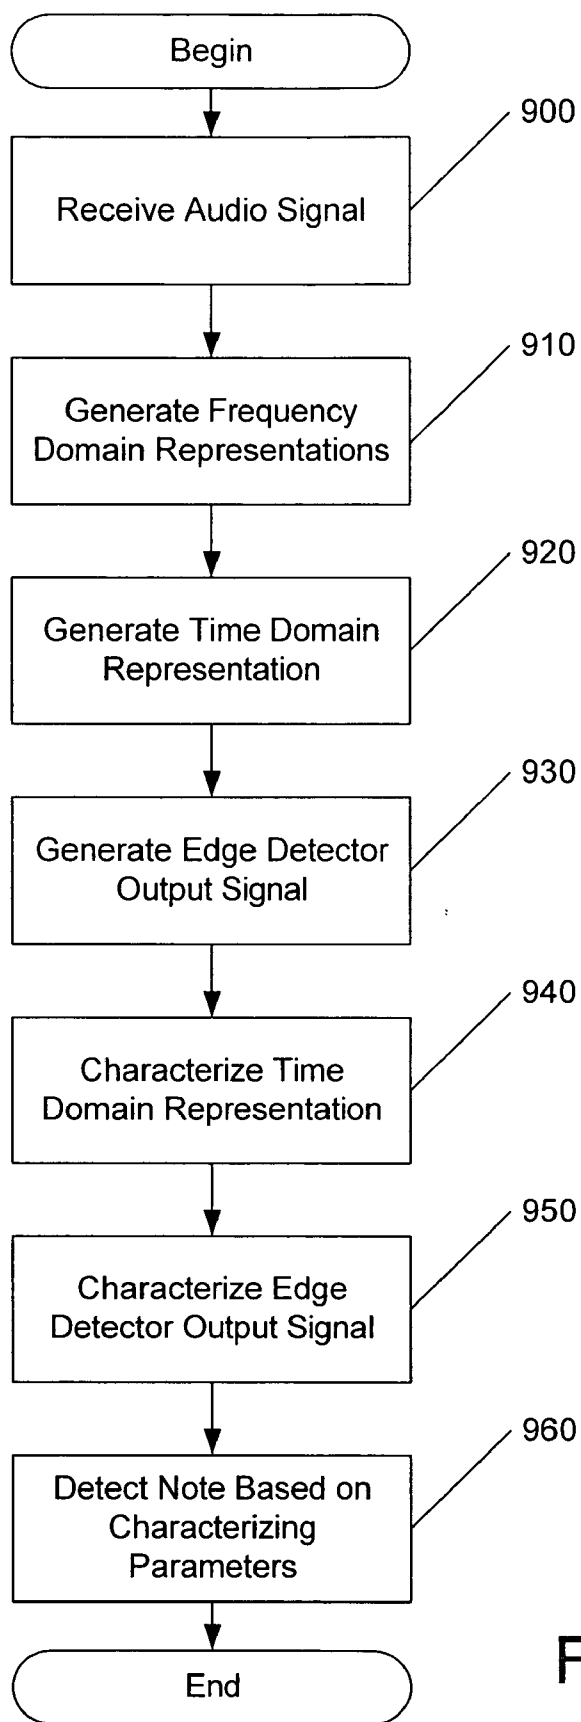 Begin
900
Receive Audio Signal
910
Generate Frequency
Domain Representations
920
Generate Time Domain
Representation
930
Generate Edge Detector
Output Signal
940
Characterize Time
Domain Representation
950
Characterize Edge
Detector Output Signal
960
Detect Note Based on
Characterizing
Parameters
End
F